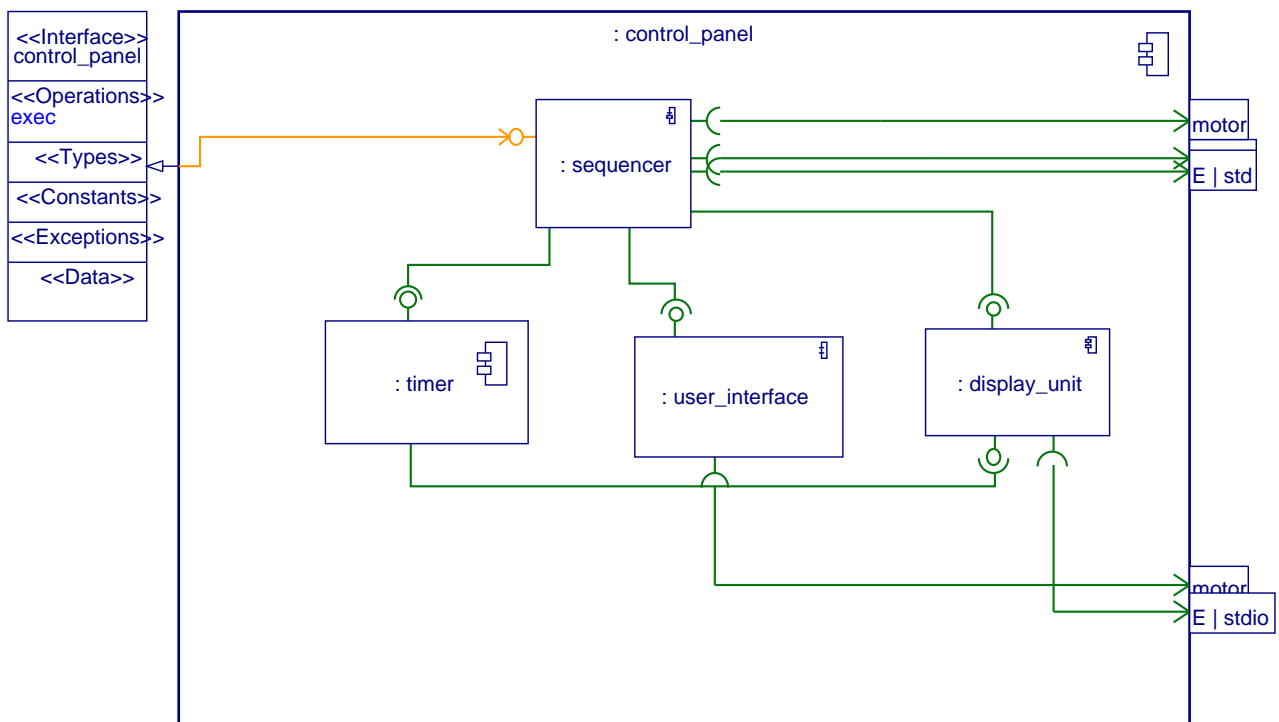 <<Interface>>
control_panel
<<Operations>>
exec
<<Types>>
<<Constants>>
<<Exceptions>>
<<Data>>
: control_panel
: sequencer
motor
E | std
: timer
: user_interface
: display_unit
motor
E | stdio